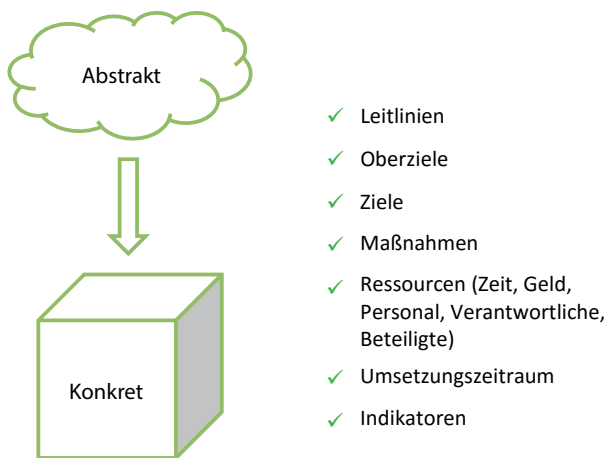 Abstrakt
Konkret
Leitlinien
Oberziele
Ziele
Maßnahmen
Ressourcen (Zeit, Geld,
Personal, Verantwortliche,
Beteiligte)
Umsetzungszeitraum
Indikatoren